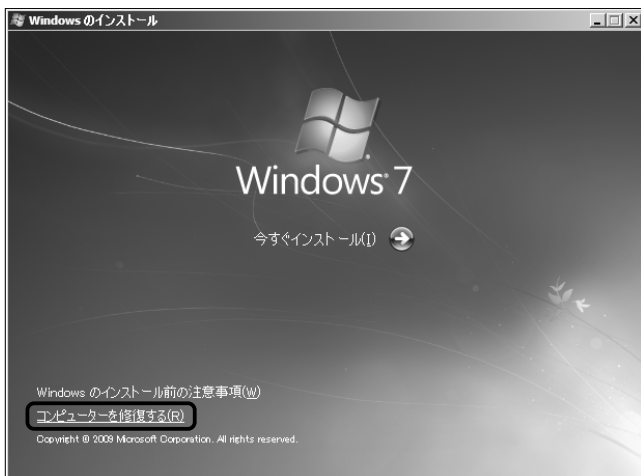 Windows のインストール
Windows 7
今すぐインストール(I)
Windows のインストール前の注意事項(W)
コンピューターを修復する(R)
Copyright © 2009 Microsoft Corporation. All rights reserved.